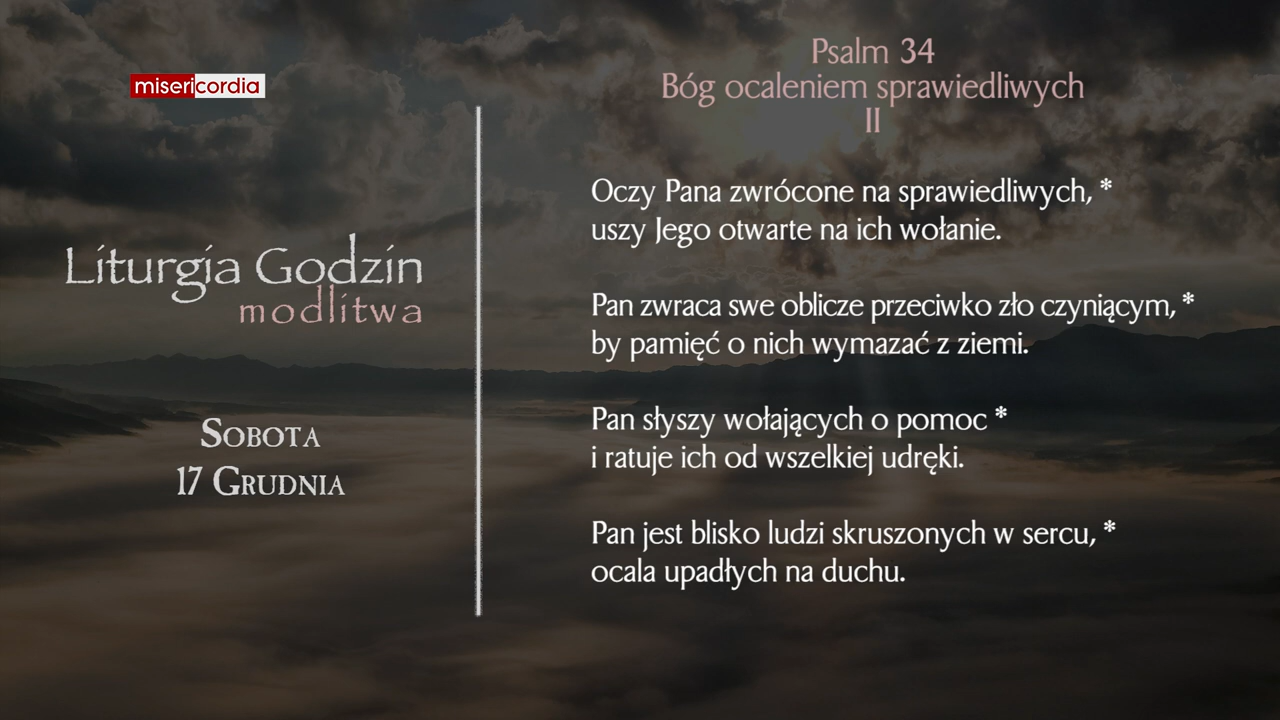 misericordia
Liturgia Godzin
modlitwa
Sobota
17 Grudnia
Psalm 34
Bóg ocaleniem sprawiedliwych
II
Oczy Pana zwrócone na sprawiedliwych, *
uszy Jego otwarte na ich wołanie.
Pan zwraca swe oblicze przeciwko zło czyniącym, *
by pamięć o nich wymazać z ziemi.
Pan słyszy wołających o pomoc *
i ratuje ich od wszelkiej udręki.
Pan jest blisko ludzi skruszonych w sercu, *
ocala upadłych na duchu.